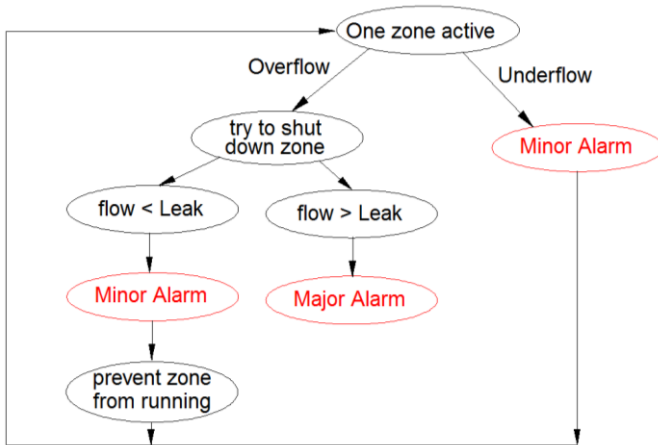 One zone active
Overflow
Underflow
try to shut
down zone
Minor Alarm
flow < Leak
flow > Leak
Minor Alarm
Major Alarm
prevent zone
from running